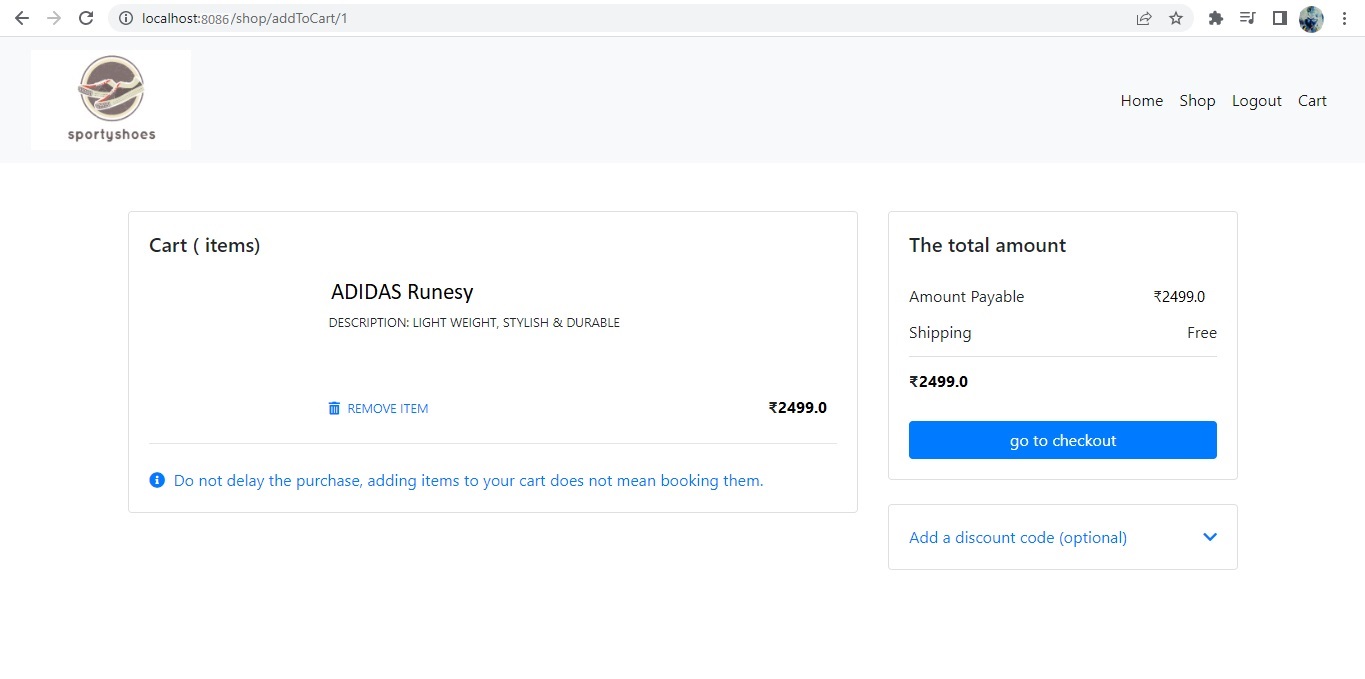 localhost:8086/shop/addToCart/1
sportyshoes
Home Shop Logout Cart
Cart ( items)
ADIDAS Runesy
DESCRIPTION: LIGHT WEIGHT, STYLISH & DURABLE
REMOVE ITEM ₹2499.0
Do not delay the purchase, adding items to your cart does not mean booking them.
The total amount
Amount Payable ₹2499.0
Shipping Free
₹2499.0
go to checkout
Add a discount code (optional)